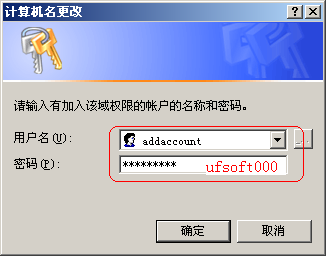 计算机名更改
请输入有加入该域权限的帐户的名称和密码。
用户名(U):
addaccount
...
密码(P):
*********
ufsoft000
确定
取消